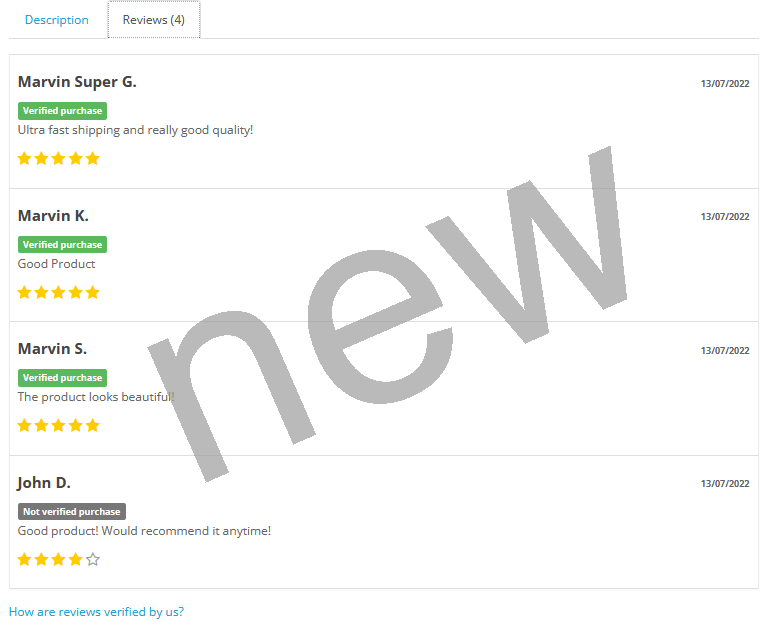 Description Reviews (4)
Marvin Super G. 13/07/2022
Verified purchase
Ultra fast shipping and really good quality!
Marvin K. 13/07/2022
Verified purchase
Good Product
Marvin S. 13/07/2022
Verified purchase
The product looks beautiful!
John D. 13/07/2022
Not verified purchase
Good product! Would recommend it anytime!
How are reviews verified by us?
new